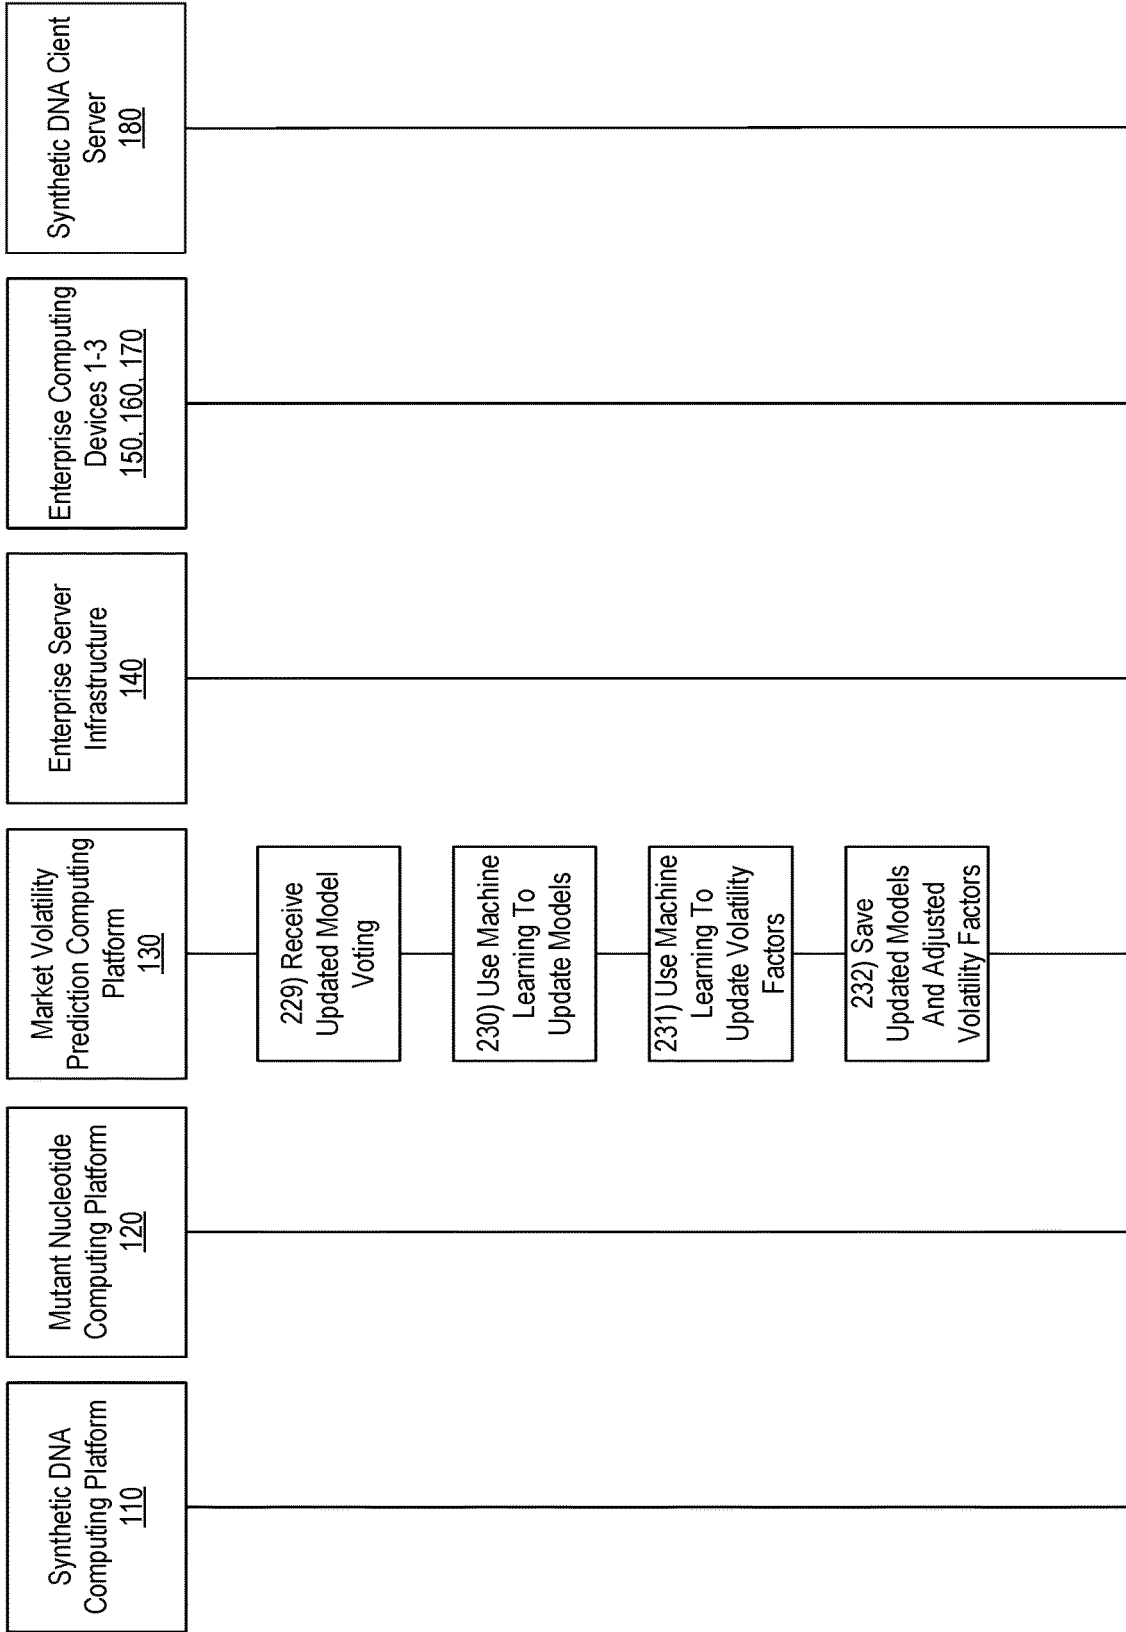 Synthetic DNA
Computing Platform
110
Mutant Nucleotide
Computing Platform
120
Market Volatility
Prediction Computing
Platform
130
Enterprise Server
Infrastructure
140
Enterprise Computing
Devices 1-3
150, 160, 170
Synthetic DNA Cient
Server
180
229) Receive
Updated Model
Voting
230) Use Machine
Learning To
Update Models
231) Use Machine
Learning To
Update Volatility
Factors
232) Save
Updated Models
And Adjusted
Volatility Factors